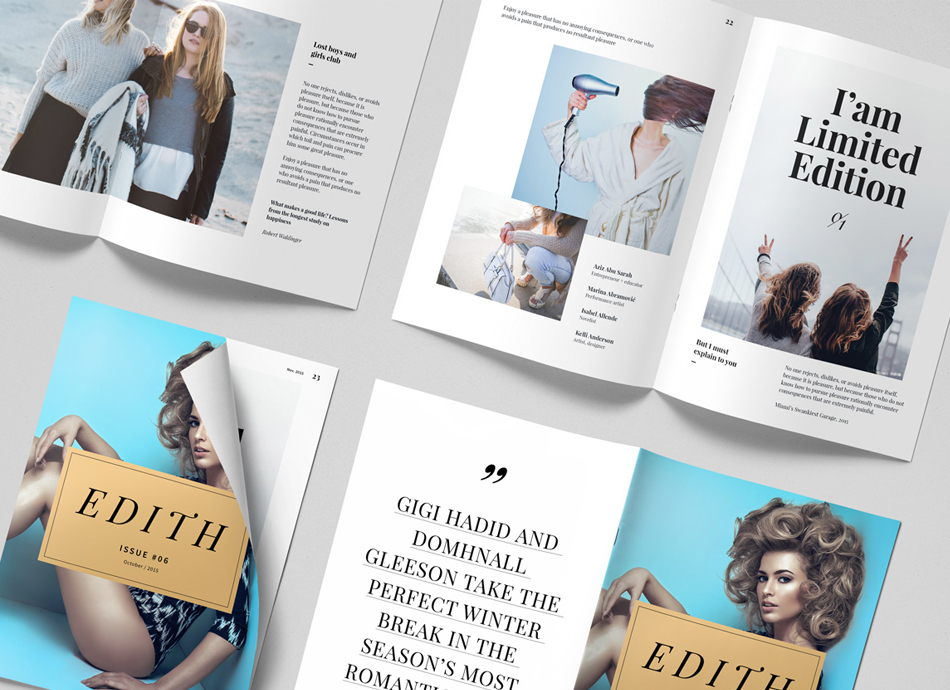 Lost boys and
girls club
No one rejects, dislikes, or avoids
pleasure itself, because it is
pleasure, but because those who
do not know how to pursue
pleasure rationally encounter
consequences that are extremely
painful. Circumstances occur in
which toil and pain can procure
him some great pleasure.
Enjoy a pleasure that has no
annoying consequences, or one
who avoids a pain that produces no
resultant pleasure.
What makes a good life? Lessons
from the longest study on
happiness
Robert Waldinger
Enjoy a pleasure that has no annoying consequences, or one who
avoids a pain that produces no resultant pleasure
22
Aziz Abu Sarah
Entrepreneur + educator
Marina Abramović
Performance artist
Isabel Allende
Novelist
Kelli Anderson
Artist, designer
I'am
Limited
Edition
9/1
But I must
explain to you
No one rejects, dislikes, or avoids pleasure itself,
because it is pleasure, but because those who do not
know how to pursue pleasure rationally encounter
consequences that are extremely painful.
Miami's Swankiest Garage, 2015
Nov. 2015 23
EDITH
ISSUE #06
October / 2015
”
GIGI HADID AND
DOMHNALL
GLEESON TAKE THE
PERFECT WINTER
BREAK IN THE
SEASON'S MOST
ROMANTIC
EDITH